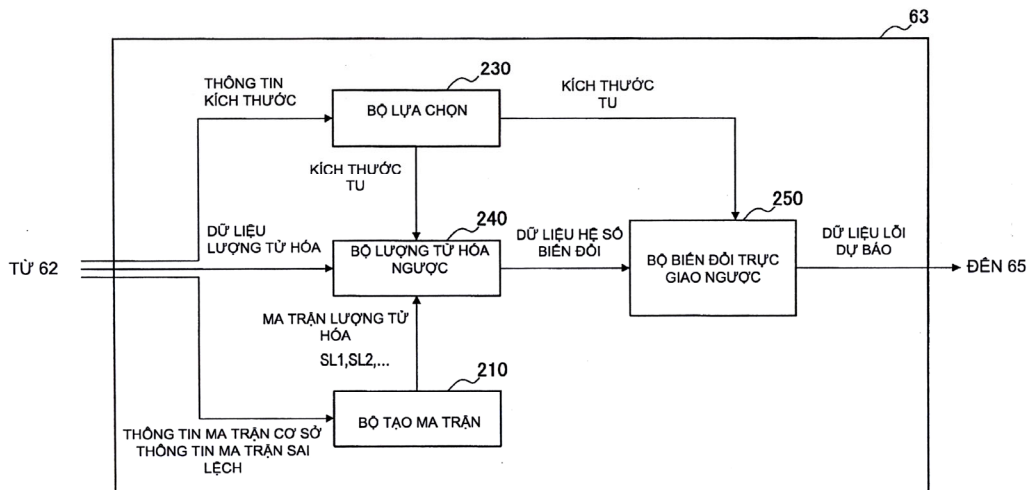 63
THÔNG TIN
KÍCH THƯỚC
230
BỘ LỰA CHỌN
KÍCH THƯỚC
TU
KÍCH THƯỚC
TU
DỮ LIỆU
LƯỢNG TỬ HÓA
240
BỘ LƯỢNG TỬ HÓA
NGƯỢC
DỮ LIỆU HỆ SỐ
BIẾN ĐỔI
250
BỘ BIẾN ĐỔI TRỰC
GIAO NGƯỢC
DỮ LIỆU LỖI
DỰ BÁO
TỪ 62
ĐẾN 65
MA TRẬN LƯỢNG TỬ
HÓA
SL1,SL2,...
210
BỘ TẠO MA TRẬN
THÔNG TIN MA TRẬN CƠ SỞ
THÔNG TIN MA TRẬN SAI
LỆCH